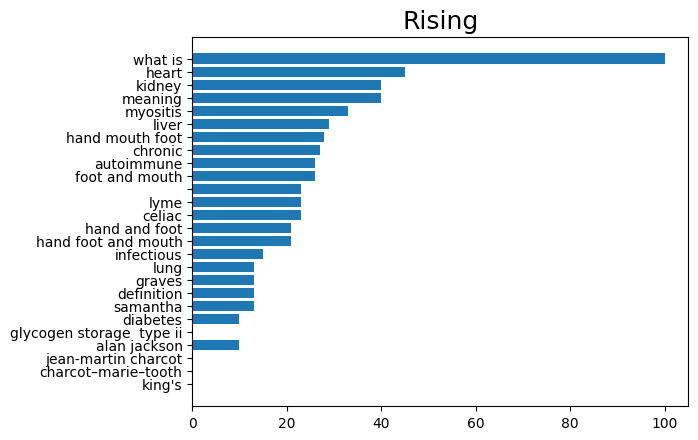 Rising
what is
heart
kidney
meaning
myositis
liver
hand mouth foot
chronic
autoimmune
foot and mouth
lyme
celiac
hand and foot
hand foot and mouth
infectious
lung
graves
definition
samantha
diabetes
glycogen storage  type ii
alan jackson
jean-martin charcot
charcot–marie–tooth
king's
0 20 40 60 80 100